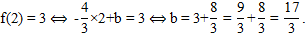 f(2) = 3 ⇔ -4/3×2+b = 3 ⇔ b = 3+8/3 = 9/3+8/3 = 17/3.